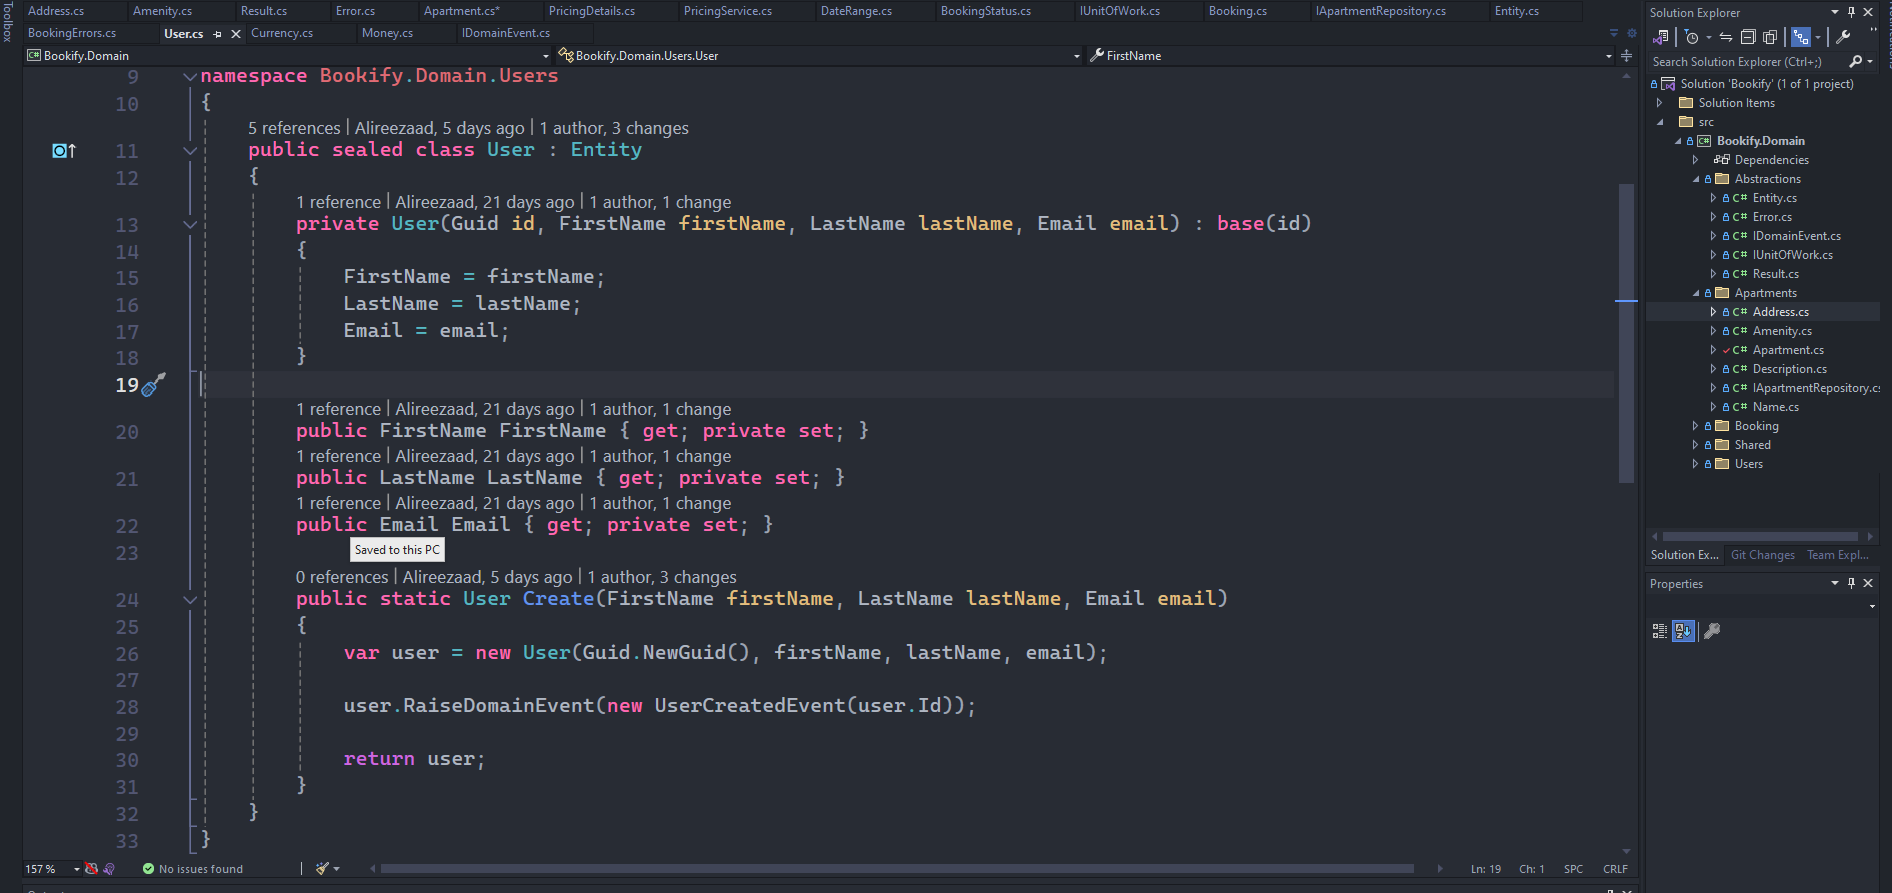 Toolbox
Address.cs Amenity.cs Result.cs Error.cs Apartment.cs* PricingDetails.cs PricingService.cs DateRange.cs BookingStatus.cs IUnitOfWork.cs Booking.cs IApartmentRepository.cs Entity.cs
BookingErrors.cs User.cs Currency.cs Money.cs IDomainEvent.cs
Bookify.Domain Bookify.Domain.Users.User FirstName
9 namespace Bookify.Domain.Users
10 {
5 references | Alireezaad, 5 days ago | 1 author, 3 changes
11 public sealed class User : Entity
12 {
1 reference | Alireezaad, 21 days ago | 1 author, 1 change
13 private User(Guid id, FirstName firstName, LastName lastName, Email email) : base(id)
14 {
15 FirstName = firstName;
16 LastName = lastName;
17 Email = email;
18 }
19
1 reference | Alireezaad, 21 days ago | 1 author, 1 change
20 public FirstName FirstName { get; private set; }
1 reference | Alireezaad, 21 days ago | 1 author, 1 change
21 public LastName LastName { get; private set; }
1 reference | Alireezaad, 21 days ago | 1 author, 1 change
22 public Email Email { get; private set; }
Saved to this PC
23
0 references | Alireezaad, 5 days ago | 1 author, 3 changes
24 public static User Create(FirstName firstName, LastName lastName, Email email)
25 {
26 var user = new User(Guid.NewGuid(), firstName, lastName, email);
27
28 user.RaiseDomainEvent(new UserCreatedEvent(user.Id));
29
30 return user;
31 }
32 }
33 }
157 % No issues found Ln: 19 Ch: 1 SPC CRLF
Solution Explorer
Search Solution Explorer (Ctrl+;)
Solution 'Bookify' (1 of 1 project)
Solution Items
src
C# Bookify.Domain
Dependencies
Abstractions
C# Entity.cs
C# Error.cs
C# IDomainEvent.cs
C# IUnitOfWork.cs
C# Result.cs
Apartments
C# Address.cs
C# Amenity.cs
C# Apartment.cs
C# Description.cs
C# IApartmentRepository.cs
C# Name.cs
Booking
Shared
Users
Solution Ex... Git Changes Team Expl...
Properties